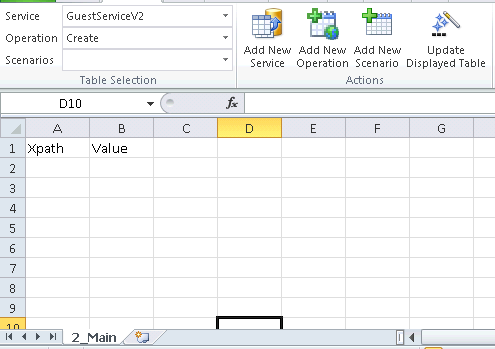 Service GuestServiceV2
Operation Create
Scenarios
Add New Service
Add New Operation
Add New Scenario
Update Displayed Table
Table Selection
Actions
D10 fx
A B C D E F G
1 Xpath Value
2
3
4
5
6
7
8
9
10
2_Main